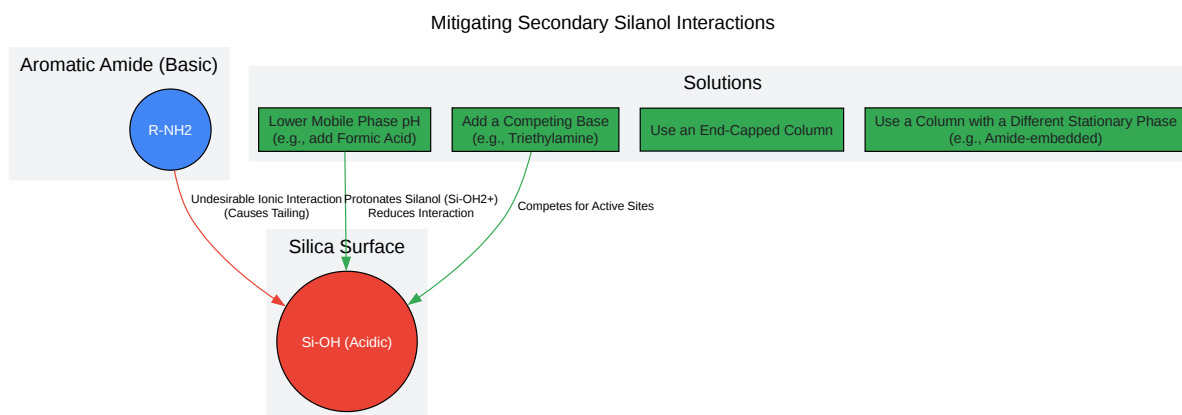 Mitigating Secondary Silanol Interactions
Aromatic Amide (Basic)
R-NH2
Solutions
Lower Mobile Phase pH
(e.g., add Formic Acid)
Add a Competing Base
(e.g., Triethylamine)
Use an End-Capped Column
Use a Column with a Different Stationary Phase
(e.g., Amide-embedded)
Undesirable Ionic Interaction
(Causes Tailing)
Protonates Silanol (Si-OH2+)
Reduces Interaction
Competes for Active Sites
Silica Surface
Si-OH (Acidic)